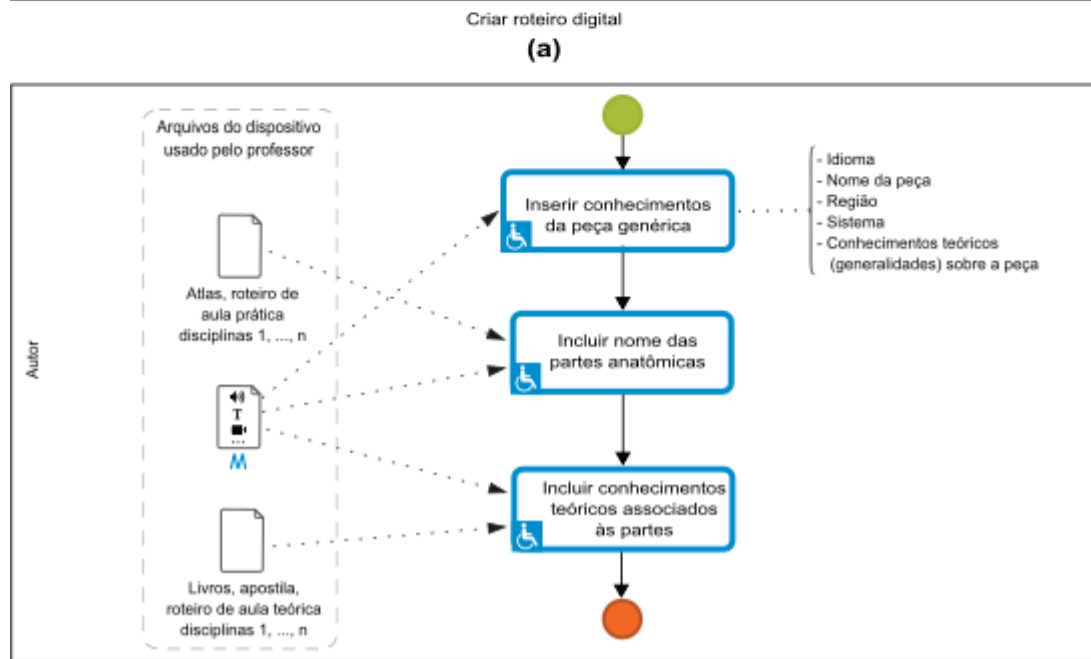 Criar roteiro digital
(a)
Autor
Arquivos do dispositivo
usado pelo professor
Atlas, roteiro de
aula prática
disciplinas 1, ..., n
T
...
M
Livros, apostila,
roteiro de aula teórica
disciplinas 1, ..., n
Inserir conhecimentos
da peça genérica
- Idioma
- Nome da peça
- Região
- Sistema
- Conhecimentos teóricos
(generalidades) sobre a peça
Incluir nome das
partes anatômicas
Incluir conhecimentos
teóricos associados
às partes